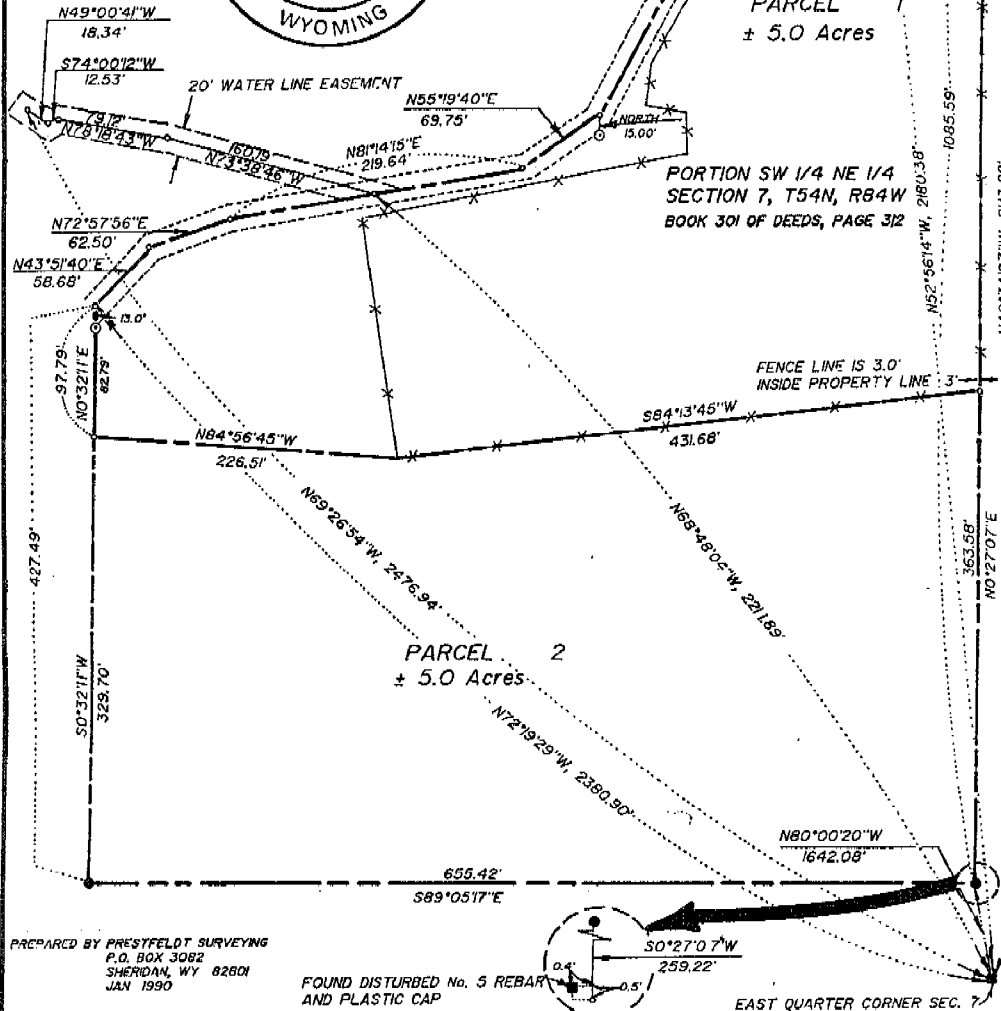 WYOMING
N49°00'41"W
18.34'
S74°00'12"W
12.53'
20' WATER LINE EASEMENT
PARCEL 1
± 5.0 Acres
N55°19'40"E
69.75'
NORTH
15.00'
79.12'
N78°18'43"W
160.19
N73°38'46"W
N81°14'15"E
219.64'
PORTION SW 1/4 NE 1/4
SECTION 7, T54N, R84W
BOOK 301 OF DEEDS, PAGE 312
1085.59'
N52°56'14"W, 2180.38'
N72°57'56"E
62.50'
N43°51'40"E
58.68'
13.0'
97.79'
N0°32'11"E
82.79'
FENCE LINE IS 3.0'
INSIDE PROPERTY LINE
3'
S84°13'45"W
431.68'
N84°56'45"W
226.51'
N69°26'54"W, 2476.94'
N68°48'04"W, 2211.89'
427.49'
363.58'
N0°27'07"E
PARCEL 2
± 5.0 Acres
S0°32'11"W
329.70'
N72°19'29"W, 2380.90'
N80°00'20"W
1642.08'
655.42'
S89°05'17"E
PREPARED BY PRESTFELDT SURVEYING
P.O. BOX 3082
SHERIDAN, WY 82801
JAN 1990
FOUND DISTURBED No. 5 REBAR
AND PLASTIC CAP
0.4'
0.5'
S0°27'07"W
259.22'
EAST QUARTER CORNER SEC. 7